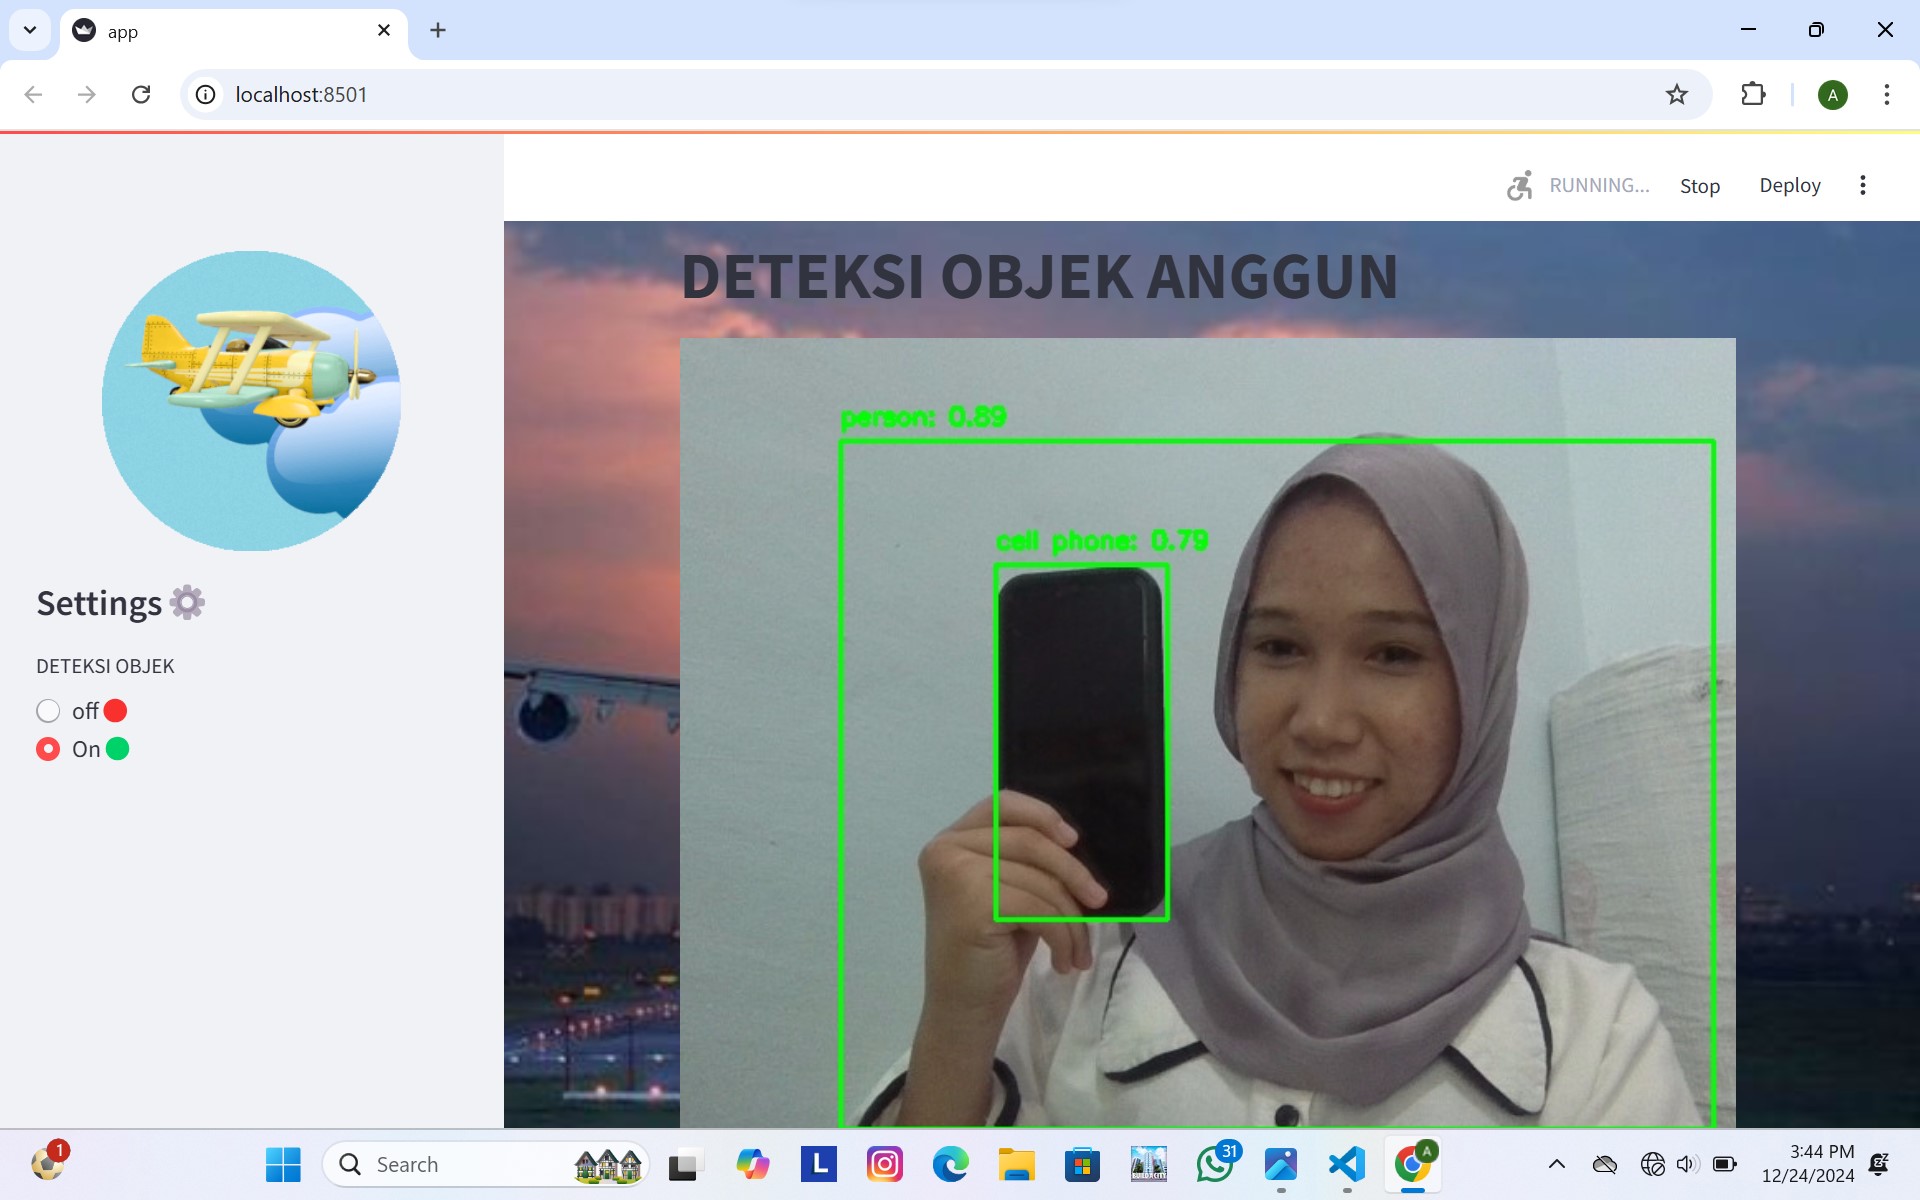 app
localhost:8501
A
RUNNING...
Stop
Deploy
DETEKSI OBJEK ANGGUN
person: 0.89
cell phone: 0.79
Settings
DETEKSI OBJEK
off
On
1
Search
L
31
A
3:44 PM
12/24/2024